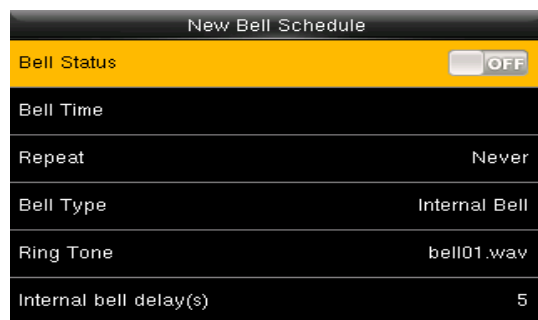 New Bell Schedule
Bell Status OFF
Bell Time
Repeat Never
Bell Type Internal Bell
Ring Tone bell01.wav
Internal bell delay(s) 5